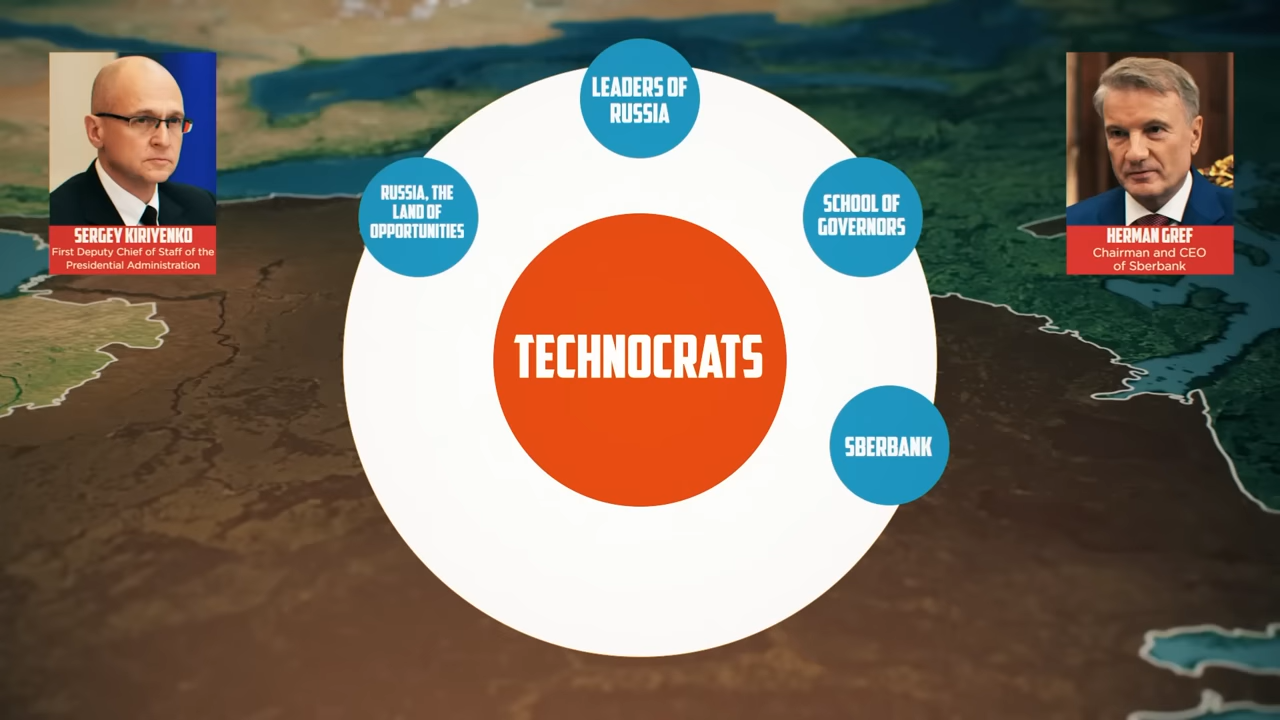 LEADERS OF
RUSSIA
RUSSIA, THE
LAND OF
OPPORTUNITIES
SCHOOL OF
GOVERNORS
SERGEY KIRIYENKO
First Deputy Chief of Staff of the
Presidential Administration
HERMAN GREF
Chairman and CEO
of Sberbank
TECHNOCRATS
SBERBANK